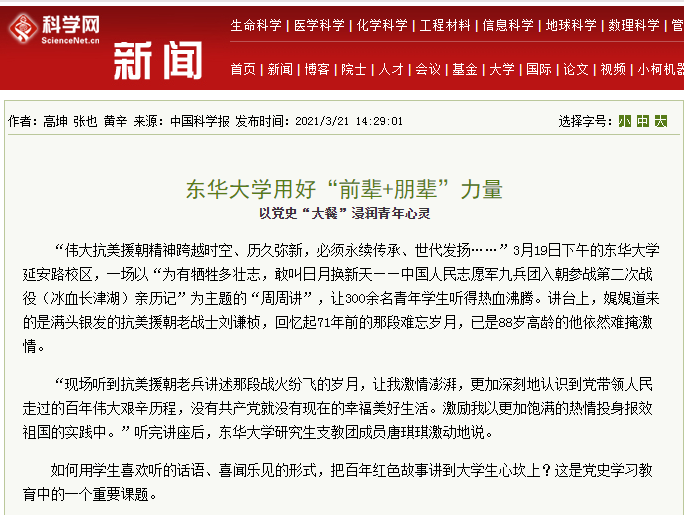 科学网
ScienceNet.cn
新闻
生命科学 | 医学科学 | 化学科学 | 工程材料 | 信息科学 | 地球科学 | 数理科学 | 管
首页 | 新闻 | 博客 | 院士 | 人才 | 会议 | 基金 | 大学 | 国际 | 论文 | 视频 | 小柯机器
作者：高坤 张也 黄辛 来源：中国科学报 发布时间：2021/3/21 14:29:01
选择字号：小 中 大
东华大学用好“前辈+朋辈”力量
以党史“大餐”浸润青年心灵
“伟大抗美援朝精神跨越时空、历久弥新，必须永续传承、世代发扬……”3月19日下午的东华大学
延安路校区，一场以“为有牺牲多壮志，敢叫日月换新天——中国人民志愿军九兵团入朝参战第二次战
役（冰血长津湖）亲历记”为主题的“周周讲”，让300余名青年学生听得热血沸腾。讲台上，娓娓道来
的是满头银发的抗美援朝老战士刘谦桢，回忆起71年前的那段难忘岁月，已是88岁高龄的他依然难掩激
情。
“现场听到抗美援朝老兵讲述那段战火纷飞的岁月，让我激情澎湃，更加深刻地认识到党带领人民
走过的百年伟大艰辛历程，没有共产党就没有现在的幸福美好生活。激励我以更加饱满的热情投身报效
祖国的实践中。”听完讲座后，东华大学研究生支教团成员唐琪琪激动地说。
如何用学生喜欢听的话语、喜闻乐见的形式，把百年红色故事讲到大学生心坎上？这是党史学习教
育中的一个重要课题。